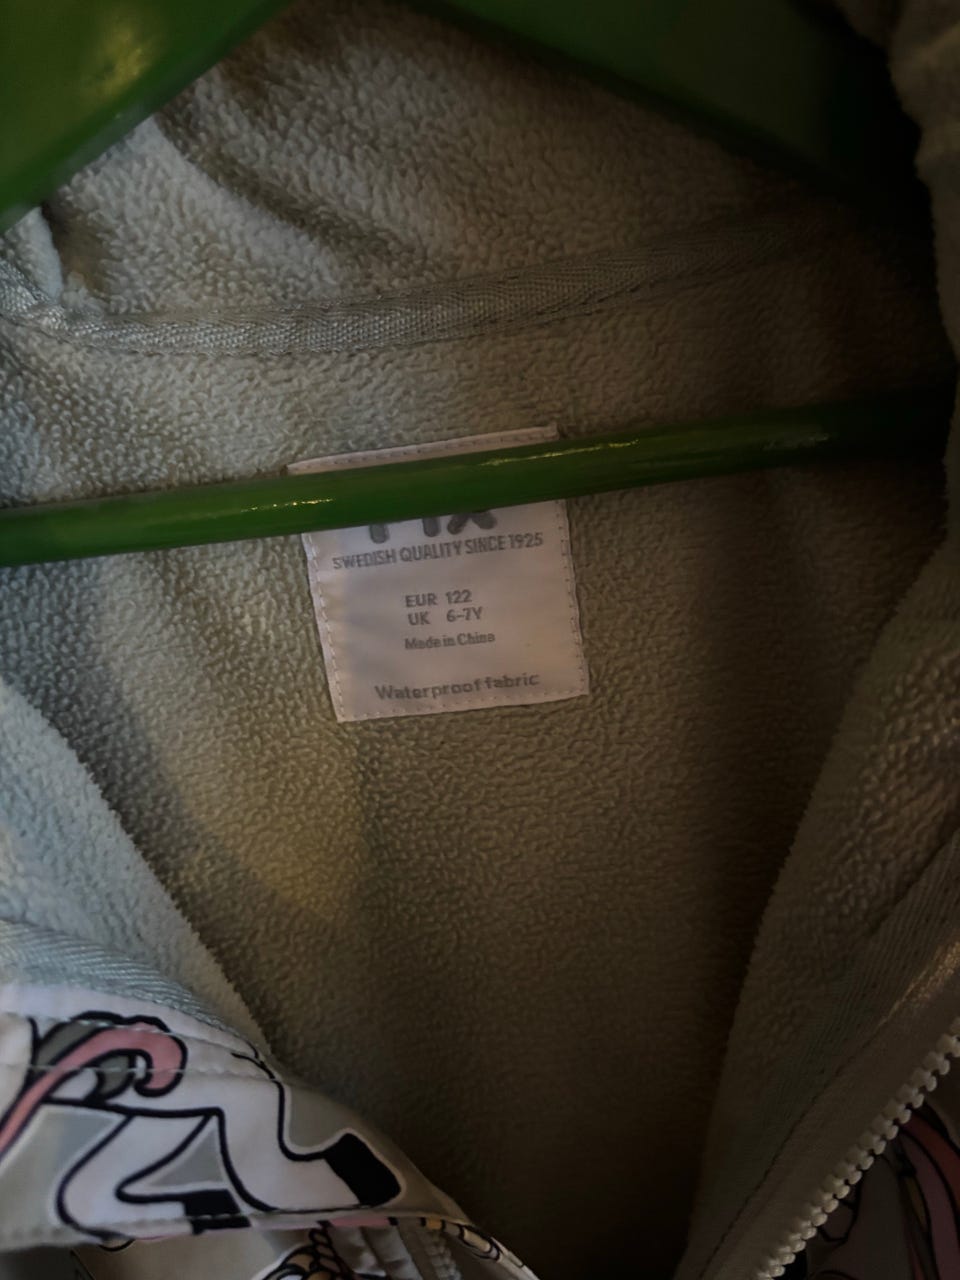 SWEDISH QUALITY SINCE 1925
EUR 122
UK 6-7Y
Made in China
Waterproof fabric